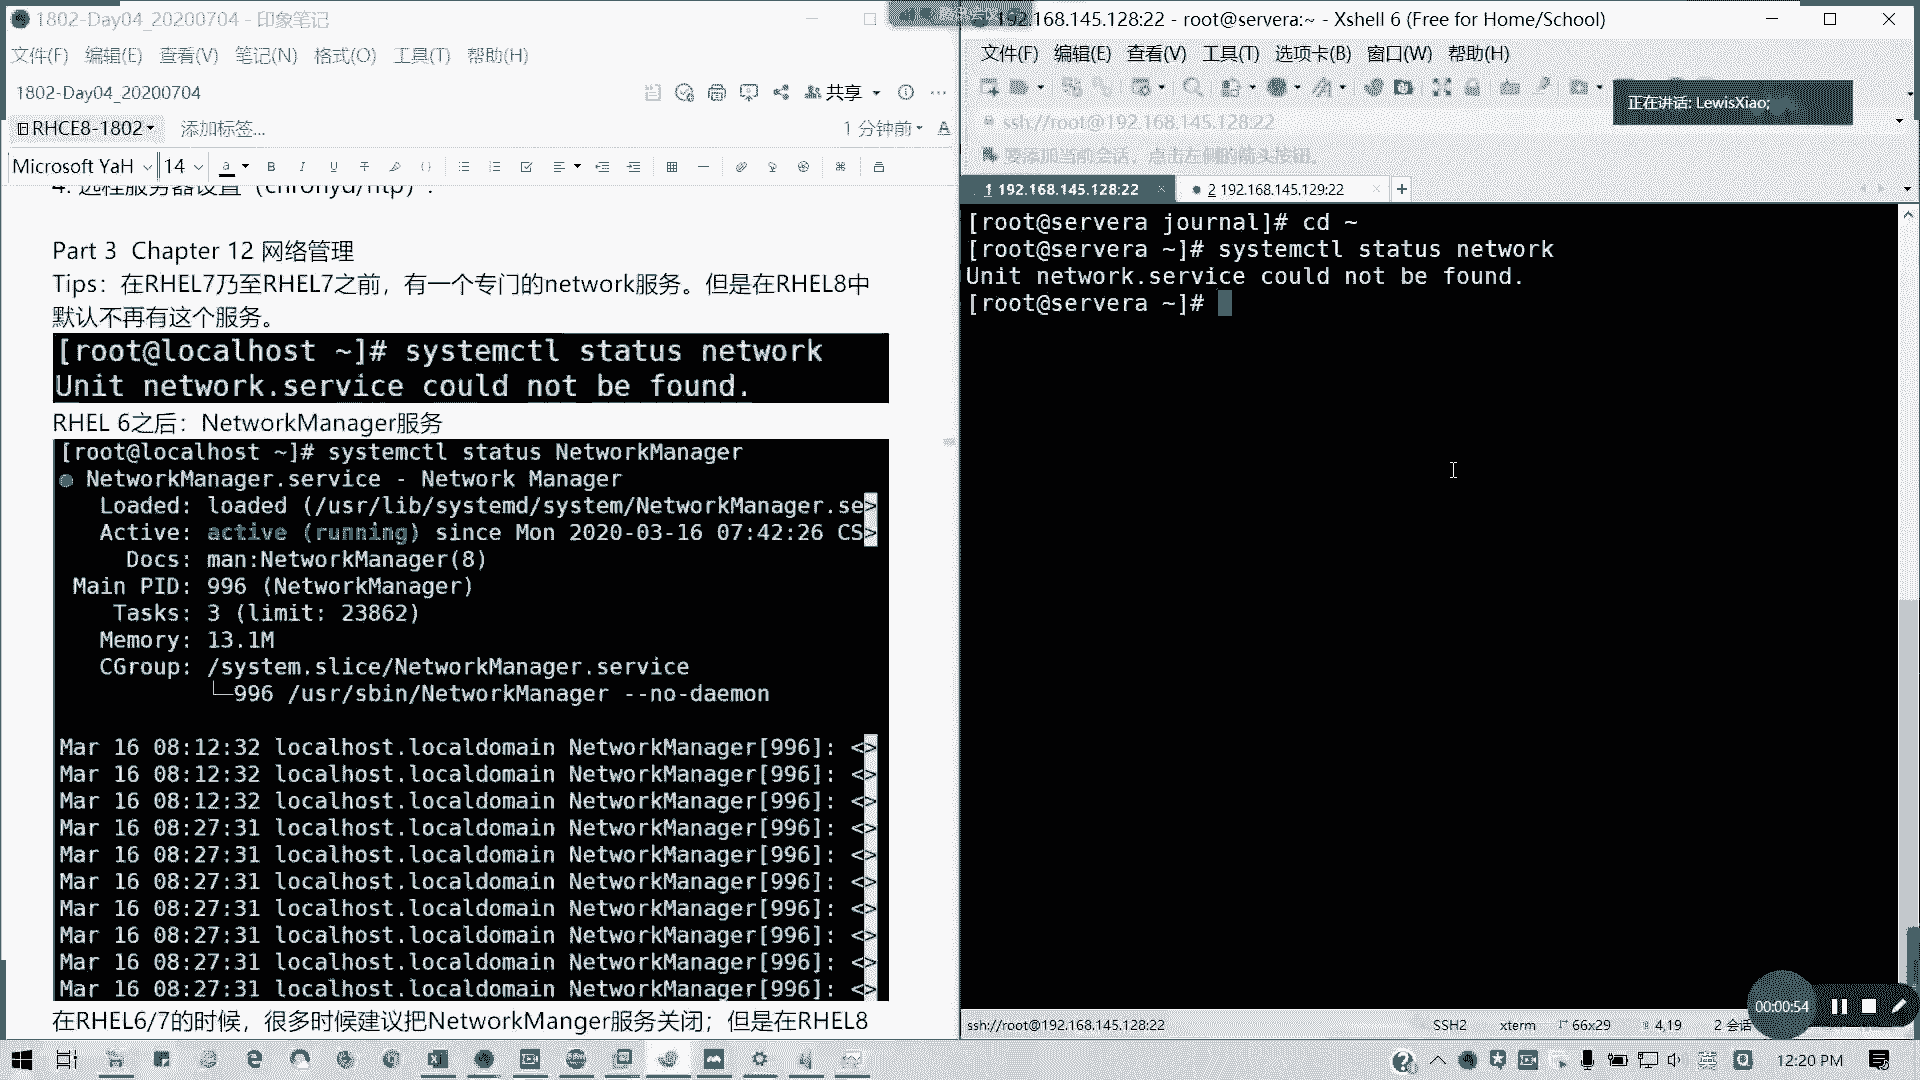 1802-Day04_20200704 - 印象笔记
文件(F) 编辑(E) 查看(V) 笔记(N) 格式(O) 工具(T) 帮助(H)
1802-Day04_20200704
共享
RHCE8-1802
添加标签...
1 分钟前
Microsoft YaH 14
4. 远程服务器设置（chronyd/ntp）：
Part 3 Chapter 12 网络管理
Tips：在RHEL7乃至RHEL7之前，有一个专门的network服务。但是在RHEL8中
默认不再有这个服务。
[root@localhost ~]# systemctl status network
Unit network.service could not be found.
RHEL 6之后：NetworkManager服务
[root@localhost ~]# systemctl status NetworkManager
● NetworkManager.service - Network Manager
Loaded: loaded (/usr/lib/systemd/system/NetworkManager.se>
Active: active (running) since Mon 2020-03-16 07:42:26 CS>
Docs: man:NetworkManager(8)
Main PID: 996 (NetworkManager)
Tasks: 3 (limit: 23862)
Memory: 13.1M
CGroup: /system.slice/NetworkManager.service
└─996 /usr/sbin/NetworkManager --no-daemon
Mar 16 08:12:32 localhost.localdomain NetworkManager[996]: <>
Mar 16 08:12:32 localhost.localdomain NetworkManager[996]: <>
Mar 16 08:12:32 localhost.localdomain NetworkManager[996]: <>
Mar 16 08:27:31 localhost.localdomain NetworkManager[996]: <>
Mar 16 08:27:31 localhost.localdomain NetworkManager[996]: <>
Mar 16 08:27:31 localhost.localdomain NetworkManager[996]: <>
Mar 16 08:27:31 localhost.localdomain NetworkManager[996]: <>
Mar 16 08:27:31 localhost.localdomain NetworkManager[996]: <>
Mar 16 08:27:31 localhost.localdomain NetworkManager[996]: <>
Mar 16 08:27:31 localhost.localdomain NetworkManager[996]: <>
在RHEL6/7的时候，很多时候建议把NetworkManger服务关闭；但是在RHEL8
192.168.145.128:22 - root@servera:~ - Xshell 6 (Free for Home/School)
文件(F) 编辑(E) 查看(V) 工具(T) 选项卡(B) 窗口(W) 帮助(H)
正在讲话: LewisXiao;
ssh://root@192.168.145.128:22
要添加当前会话，点击左侧的箭头按钮。
1 192.168.145.128:22
2 192.168.145.129:22
[root@servera journal]# cd ~
[root@servera ~]# systemctl status network
Unit network.service could not be found.
[root@servera ~]#
00:00:54
ssh://root@192.168.145.128:22 SSH2 xterm 66x29 4,19 2 会话
英
12:20 PM